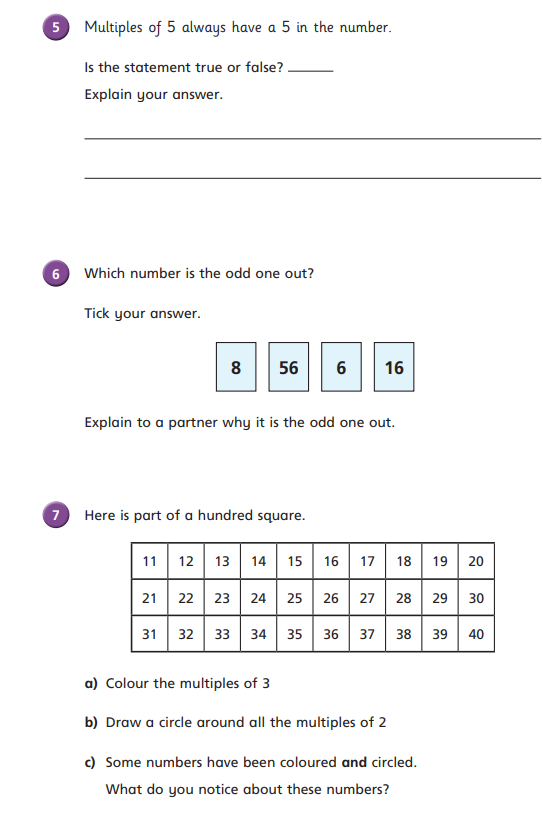 5 Multiples of 5 always have a 5 in the number.
Is the statement true or false? _____
Explain your answer.
6 Which number is the odd one out?
Tick your answer.
8 56 6 16
Explain to a partner why it is the odd one out.
7 Here is part of a hundred square.
11 12 13 14 15 16 17 18 19 20
21 22 23 24 25 26 27 28 29 30
31 32 33 34 35 36 37 38 39 40
a) Colour the multiples of 3
b) Draw a circle around all the multiples of 2
c) Some numbers have been coloured and circled.
What do you notice about these numbers?